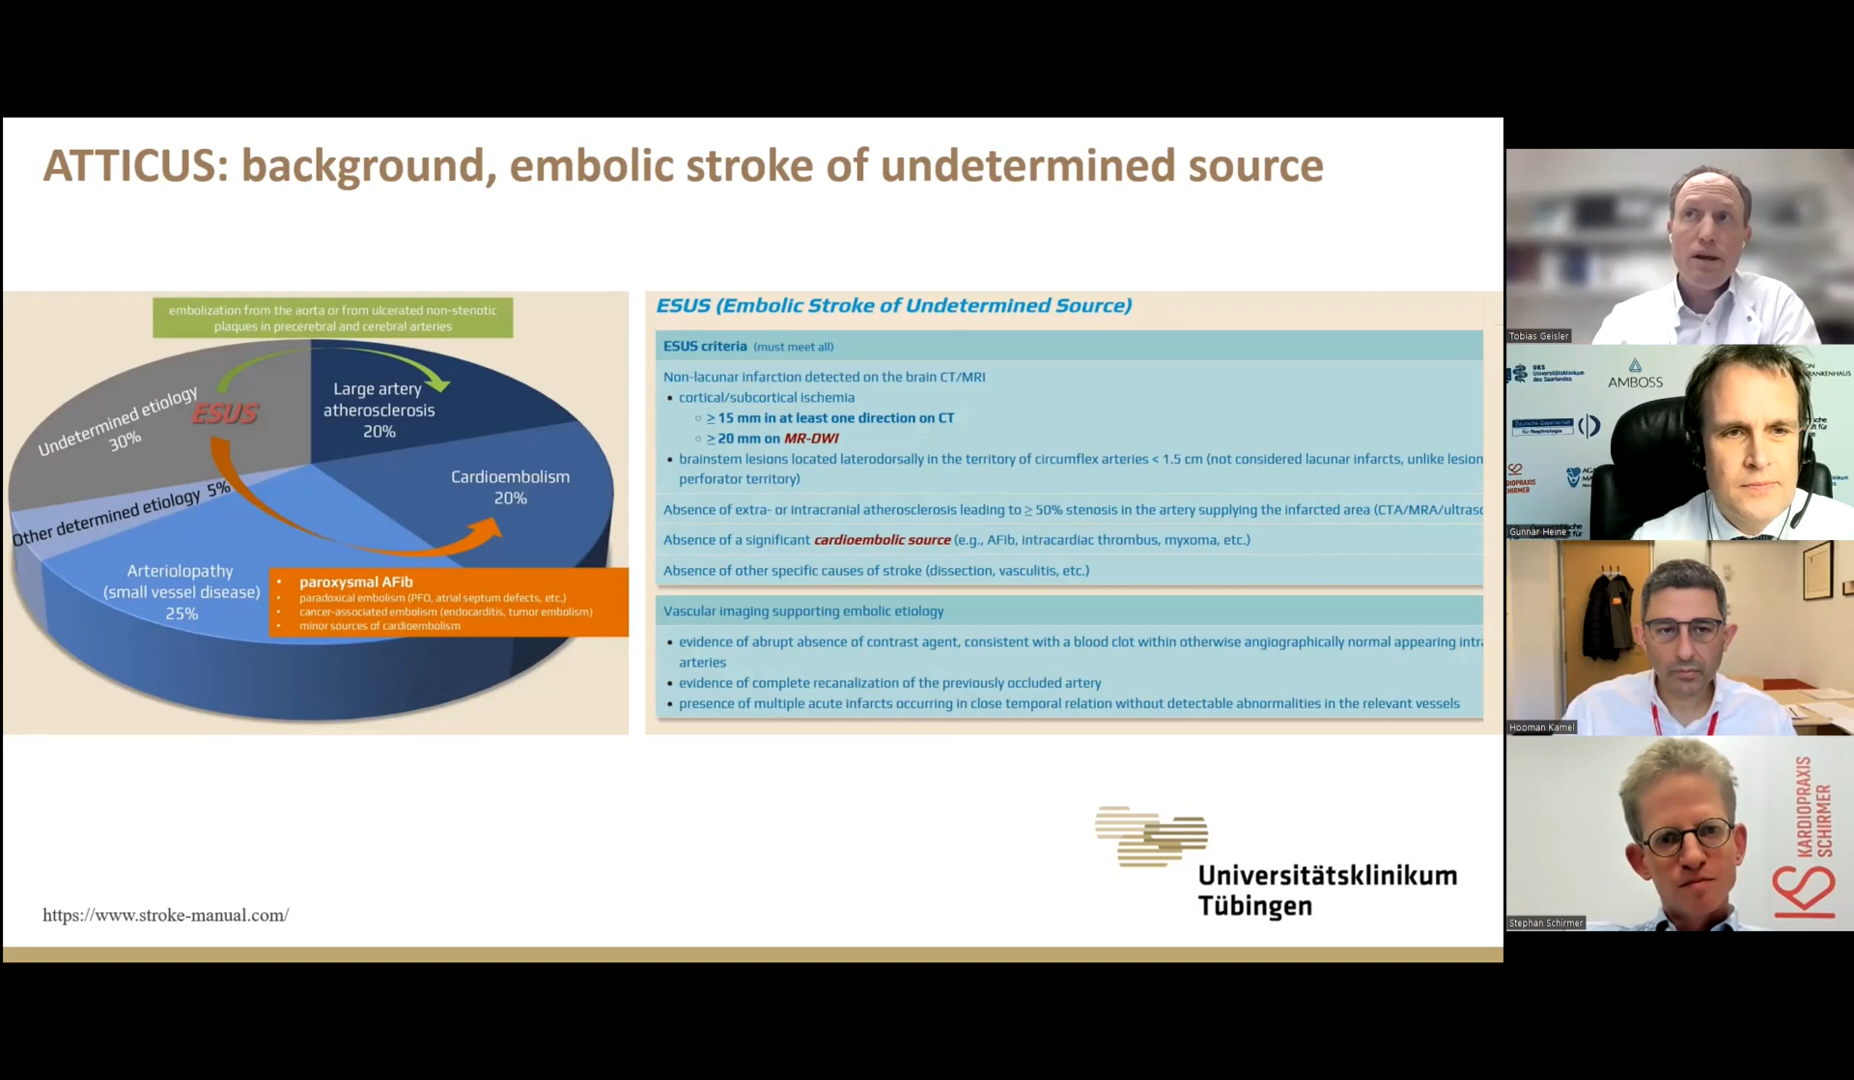 ATTICUS: background, embolic stroke of undetermined source
embolization from the aorta or from ulcerated non-stenotic
plaques in precerebral and cerebral arteries
Undetermined etiology
30%
ESUS
Large artery
atherosclerosis
20%
Cardioembolism
20%
Other determined etiology 5%
Arteriolopathy
(small vessel disease)
25%
• paroxysmal AFib
• paradoxical embolism (PFO, atrial septum defects, etc.)
• cancer-associated embolism (endocarditis, tumor embolism)
• minor sources of cardioembolism
ESUS (Embolic Stroke of Undetermined Source)
ESUS criteria (must meet all)
Non-lacunar infarction detected on the brain CT/MRI
• cortical/subcortical ischemia
○ ≥ 15 mm in at least one direction on CT
○ ≥ 20 mm on MR-DWI
• brainstem lesions located laterodorsally in the territory of circumflex arteries < 1.5 cm (not considered lacunar infarcts, unlike lesion
perforator territory)
Absence of extra- or intracranial atherosclerosis leading to ≥ 50% stenosis in the artery supplying the infarcted area (CTA/MRA/ultraso
Absence of a significant cardioembolic source (e.g., AFib, intracardiac thrombus, myxoma, etc.)
Absence of other specific causes of stroke (dissection, vasculitis, etc.)
Vascular imaging supporting embolic etiology
• evidence of abrupt absence of contrast agent, consistent with a blood clot within otherwise angiographically normal appearing intra
arteries
• evidence of complete recanalization of the previously occluded artery
• presence of multiple acute infarcts occurring in close temporal relation without detectable abnormalities in the relevant vessels
Universitätsklinikum
Tübingen
https://www.stroke-manual.com/
Tobias Geisler
UKS
Universitätsklinikum
des Saarlandes
AMBOSS
RANKENHAUS
Deutsche Gesellschaft
für Nephrologie
SCHIRMER
Gunnar Heine
Hooman Kamel
KARDIOPRAXIS
SCHIRMER
Stephan Schirmer